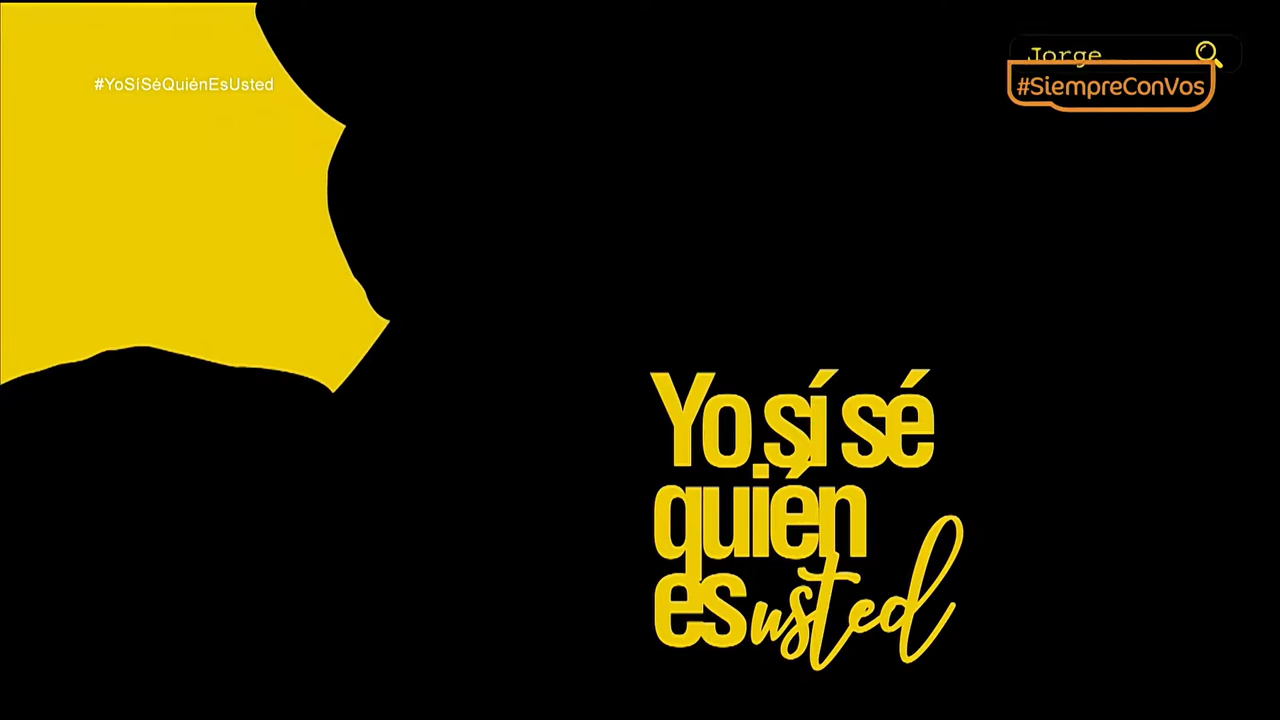 #YoSíSéQuiénEsUsted
Jorge
#SiempreConVos
Yo sí sé
quién
es usted